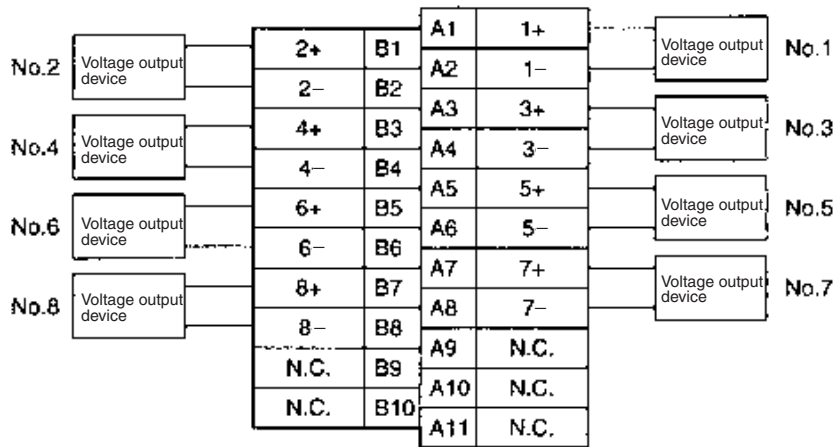 No.2
Voltage output
device
No.4
Voltage output
device
No.6
Voltage output
device
No.8
Voltage output
device
2+ B1
2− B2
4+ B3
4− B4
6+ B5
6− B6
8+ B7
8− B8
N.C. B9
N.C. B10
A1 1+
A2 1−
A3 3+
A4 3−
A5 5+
A6 5−
A7 7+
A8 7−
A9 N.C.
A10 N.C.
A11 N.C.
Voltage output
device
No.1
Voltage output
device
No.3
Voltage output
device
No.5
Voltage output
device
No.7